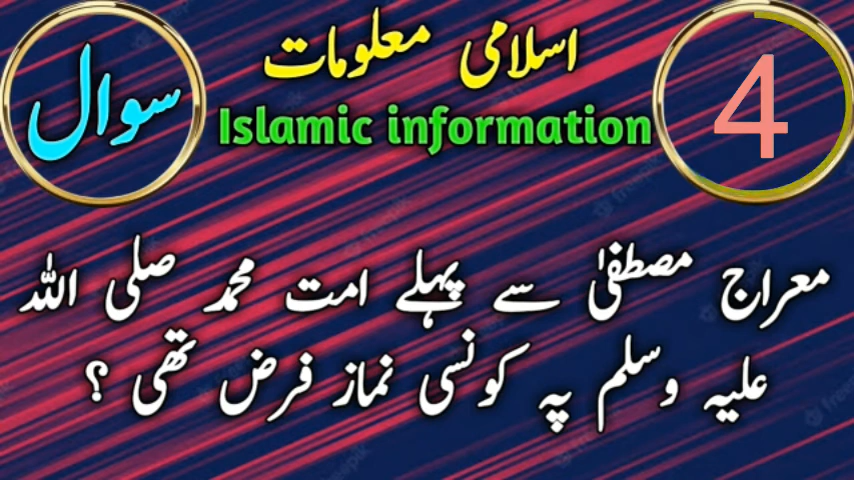 سوال
اسلامی معلومات
4
Islamic information
معراج مصطفیٰ سے پہلے امت محمد صلی اللہ
علیہ وسلم پہ کونسی نماز فرض تھی ؟